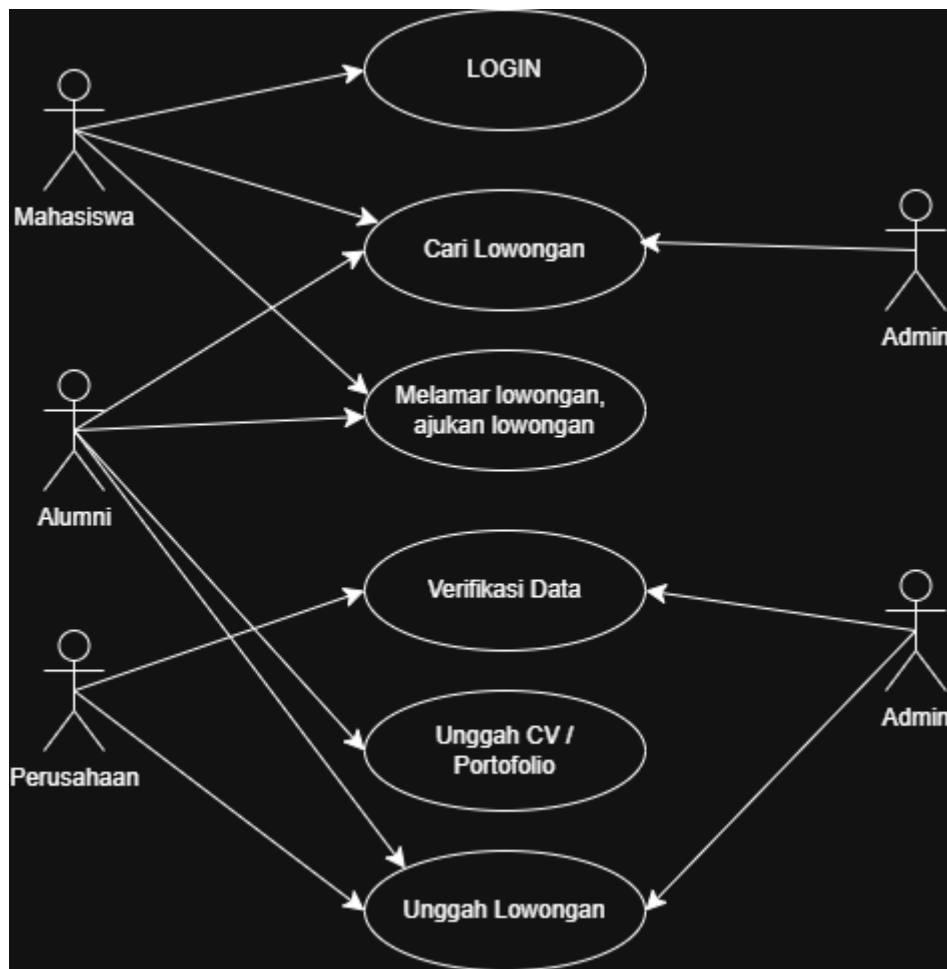 LOGIN
Mahasiswa
Cari Lowongan
Admin
Melamar lowongan,
ajukan lowongan
Alumni
Verifikasi Data
Admin
Perusahaan
Unggah CV /
Portofolio
Unggah Lowongan